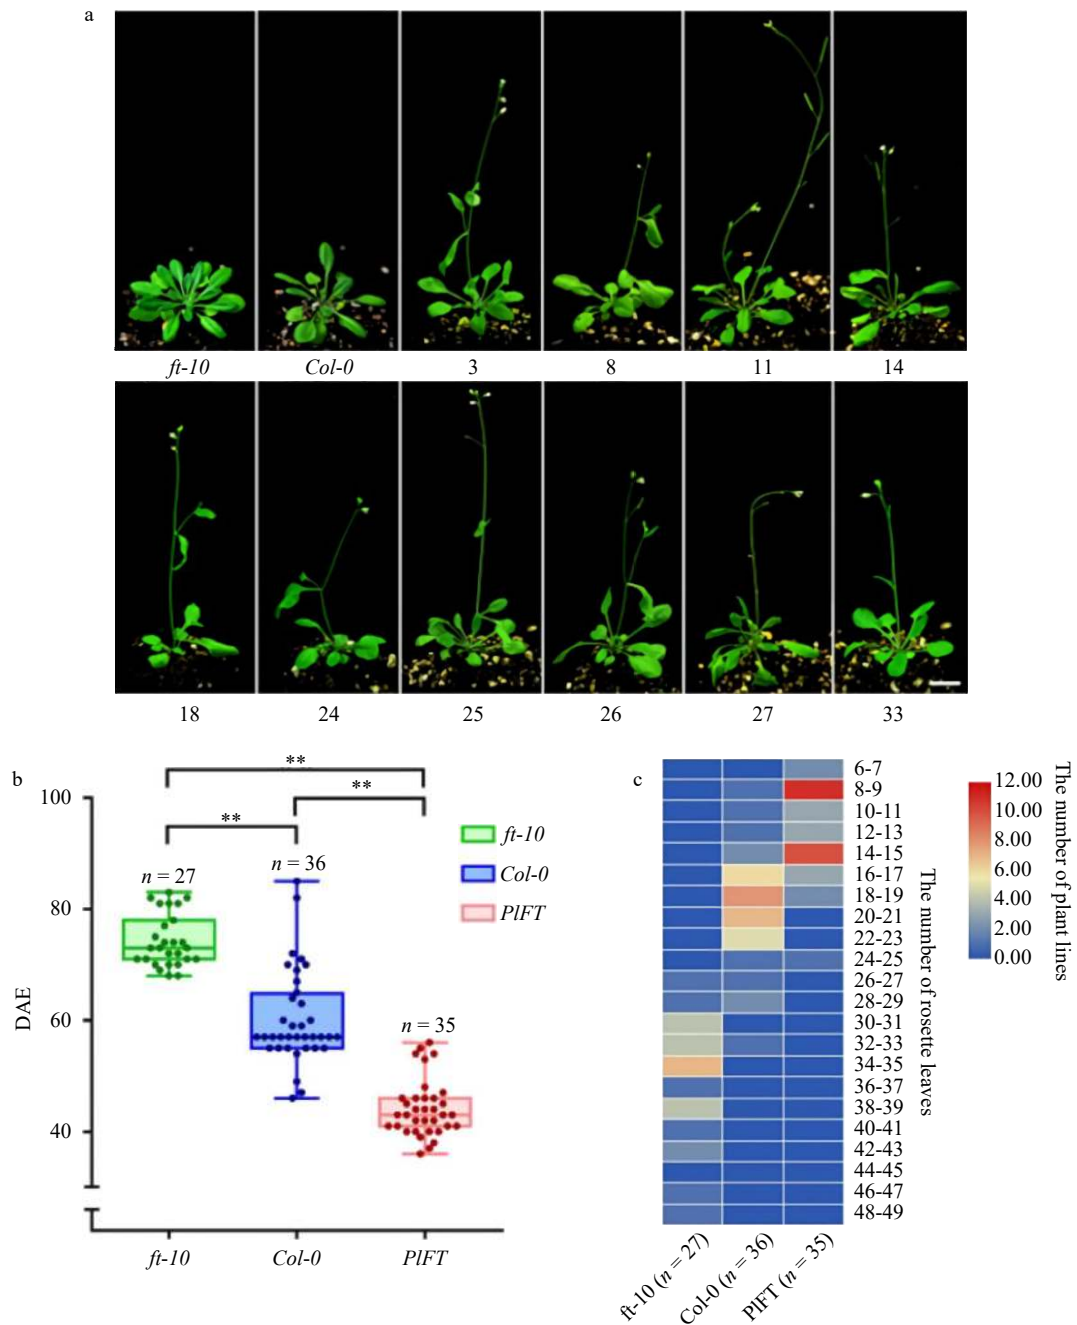 a
ft-10 Col-0 3 8 11 14
18 24 25 26 27 33
b
** 
**
**
100
80
60
40
DAE
n = 27
n = 36
n = 35
ft-10
Col-0
PlFT
ft-10 Col-0 PlFT
c
6-7
8-9
10-11
12-13
14-15
16-17
18-19
20-21
22-23
24-25
26-27
28-29
30-31
32-33
34-35
36-37
38-39
40-41
42-43
44-45
46-47
48-49
The number of rosette leaves
12.00
10.00
8.00
6.00
4.00
2.00
0.00
The number of plant lines
ft-10 (n = 27)
Col-0 (n = 36)
PlFT (n = 35)